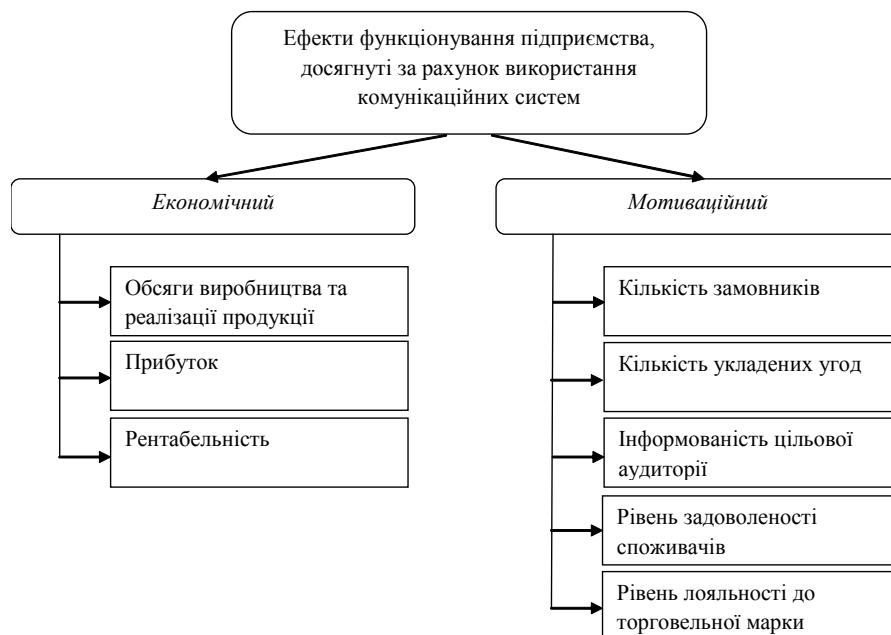 Ефекти функціонування підприємства,
досягнуті за рахунок використання
комунікаційних систем
Економічний
Обсяги виробництва та
реалізації продукції
Прибуток
Рентабельність
Мотиваційний
Кількість замовників
Кількість укладених угод
Інформованість цільової
аудиторії
Рівень задоволеності
споживачів
Рівень лояльності до
торговельної марки